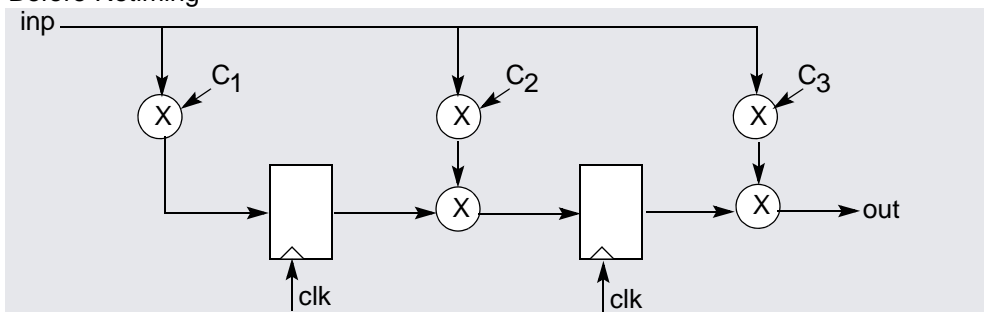 Before Retiming
inp
C1
C2
C3
X
X
X
X
X
out
clk
clk